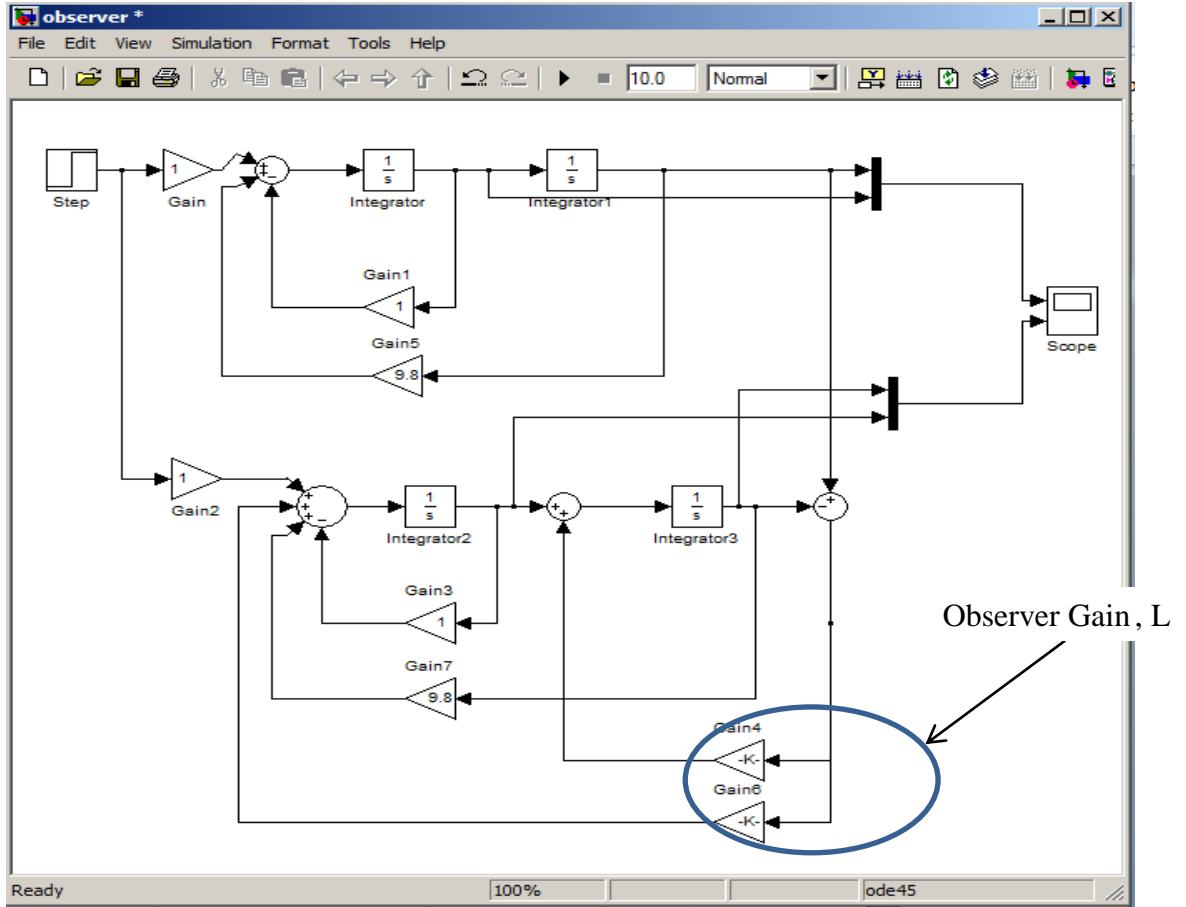 observer *
File Edit View Simulation Format Tools Help
10.0 Normal
Step
1
Gain
+
+
−
1
s
Integrator
1
s
Integrator1
Gain1
1
Gain5
9.8
Scope
1
Gain2
+
+
+
−
1
s
Integrator2
+
+
1
s
Integrator3
−
+
Gain3
1
Gain7
9.8
Observer Gain , L
Gain4
-K-
Gain6
-K-
Ready 100% ode45